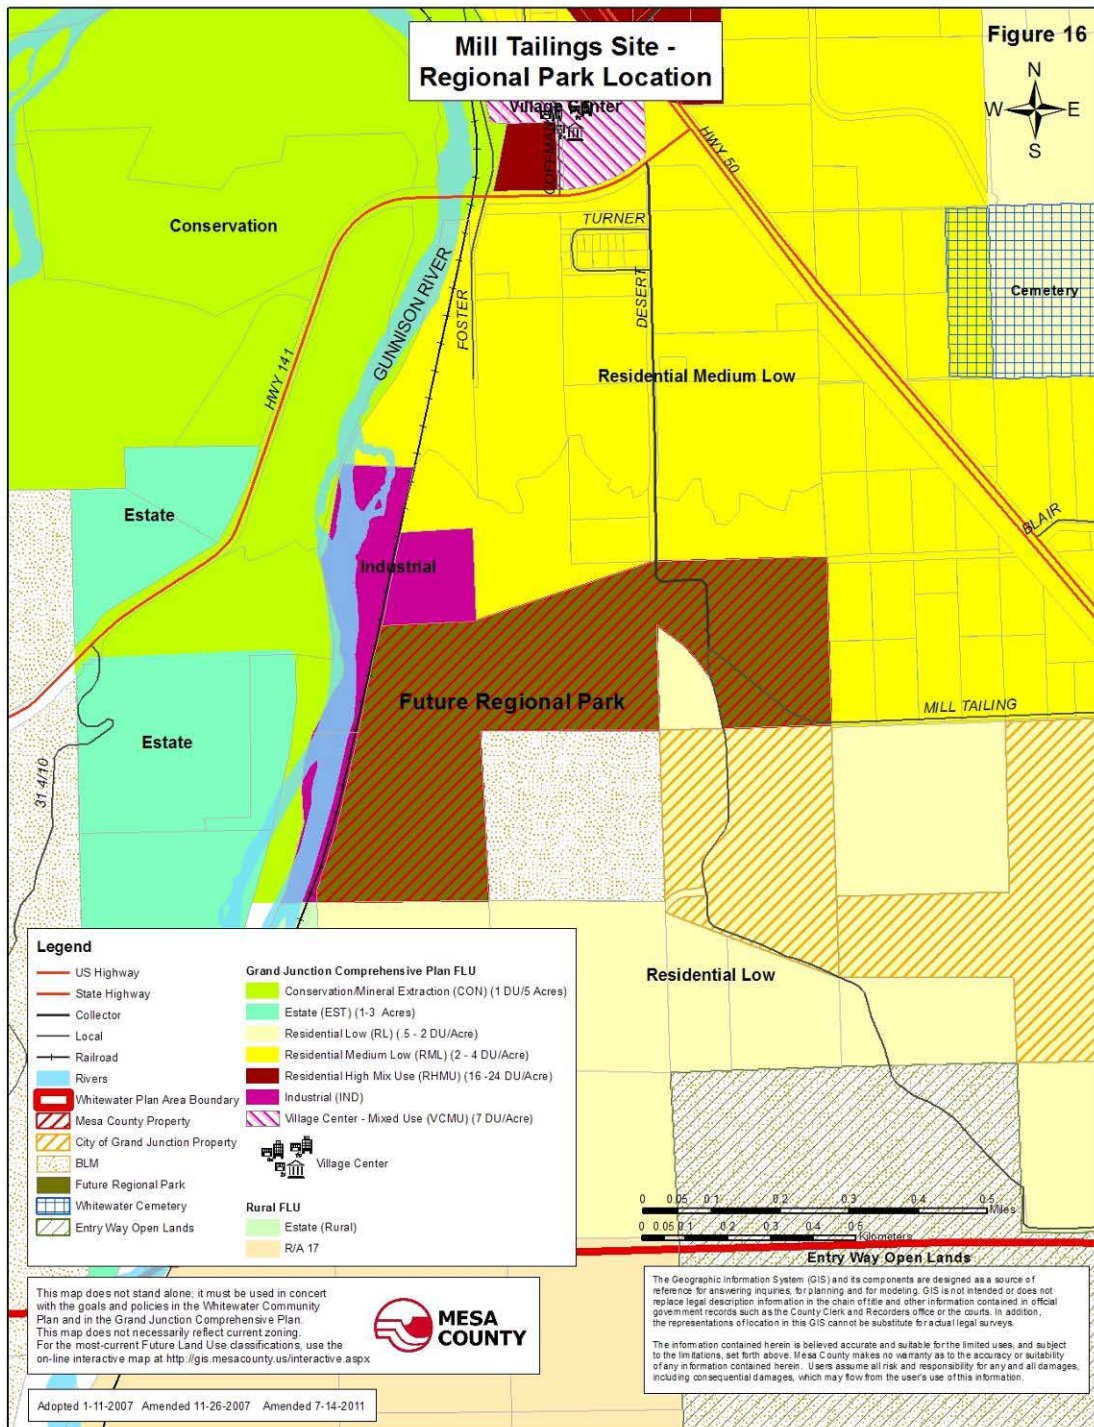 Mill Tailings Site -
Regional Park Location
Figure 16
N
W E
S
Village Center
COFFMAN
HWY 50
Conservation
TURNER
GUNNISON RIVER
FOSTER
DESERT
Cemetery
HWY 141
Residential Medium Low
Estate
BLAIR
Industrial
Future Regional Park
MILL TAILING
Estate
31 4/10
Residential Low
Legend
US Highway
State Highway
Collector
Local
Railroad
Rivers
Whitewater Plan Area Boundary
Mesa County Property
City of Grand Junction Property
BLM
Future Regional Park
Whitewater Cemetery
Entry Way Open Lands
Grand Junction Comprehensive Plan FLU
Conservation/Mineral Extraction (CON) (1 DU/5 Acres)
Estate (EST) (1-3 Acres)
Residential Low (RL) (.5 - 2 DU/Acre)
Residential Medium Low (RML) (2 - 4 DU/Acre)
Residential High Mix Use (RHMU) (16 -24 DU/Acre)
Industrial (IND)
Village Center - Mixed Use (VCMU) (7 DU/Acre)
Village Center
Rural FLU
Estate (Rural)
R/A 17
0 0.05 0.1 0.2 0.3 0.4 0.5
Miles
0 0.05 0.1 0.2 0.3 0.4 0.5
Kilometers
Entry Way Open Lands
This map does not stand alone; it must be used in concert
with the goals and policies in the Whitewater Community
Plan and in the Grand Junction Comprehensive Plan.
This map does not necessarily reflect current zoning.
For the most-current Future Land Use classifications, use the
on-line interactive map at http://gis.mesacounty.us/interactive.aspx
MESA
COUNTY
The Geographic Information System (GIS) and its components are designed as a source of
reference for answering inquiries, for planning and for modeling. GIS is not intended or does not
replace legal description information in the chain of title and other information contained in official
government records such as the County Clerk and Recorders office or the courts. In addition,
the representations of location in this GIS cannot be substitute for actual legal surveys.
The information contained herein is believed accurate and suitable for the limited uses, and subject
to the limitations, set forth above. Mesa County makes no warranty as to the accuracy or suitability
of any information contained herein. Users assume all risk and responsibility for any and all damages,
including consequential damages, which may flow from the user's use of this information.
Adopted 1-11-2007 Amended 11-26-2007 Amended 7-14-2011